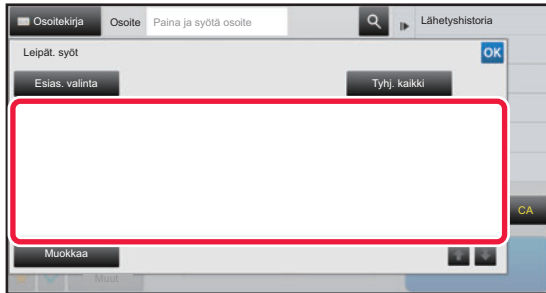 Osoitekirja Osoite Paina ja syötä osoite Lähetyshistoria
Leipät. syöt OK
Esias. valinta Tyhj. kaikki
CA
Muokkaa
Muut